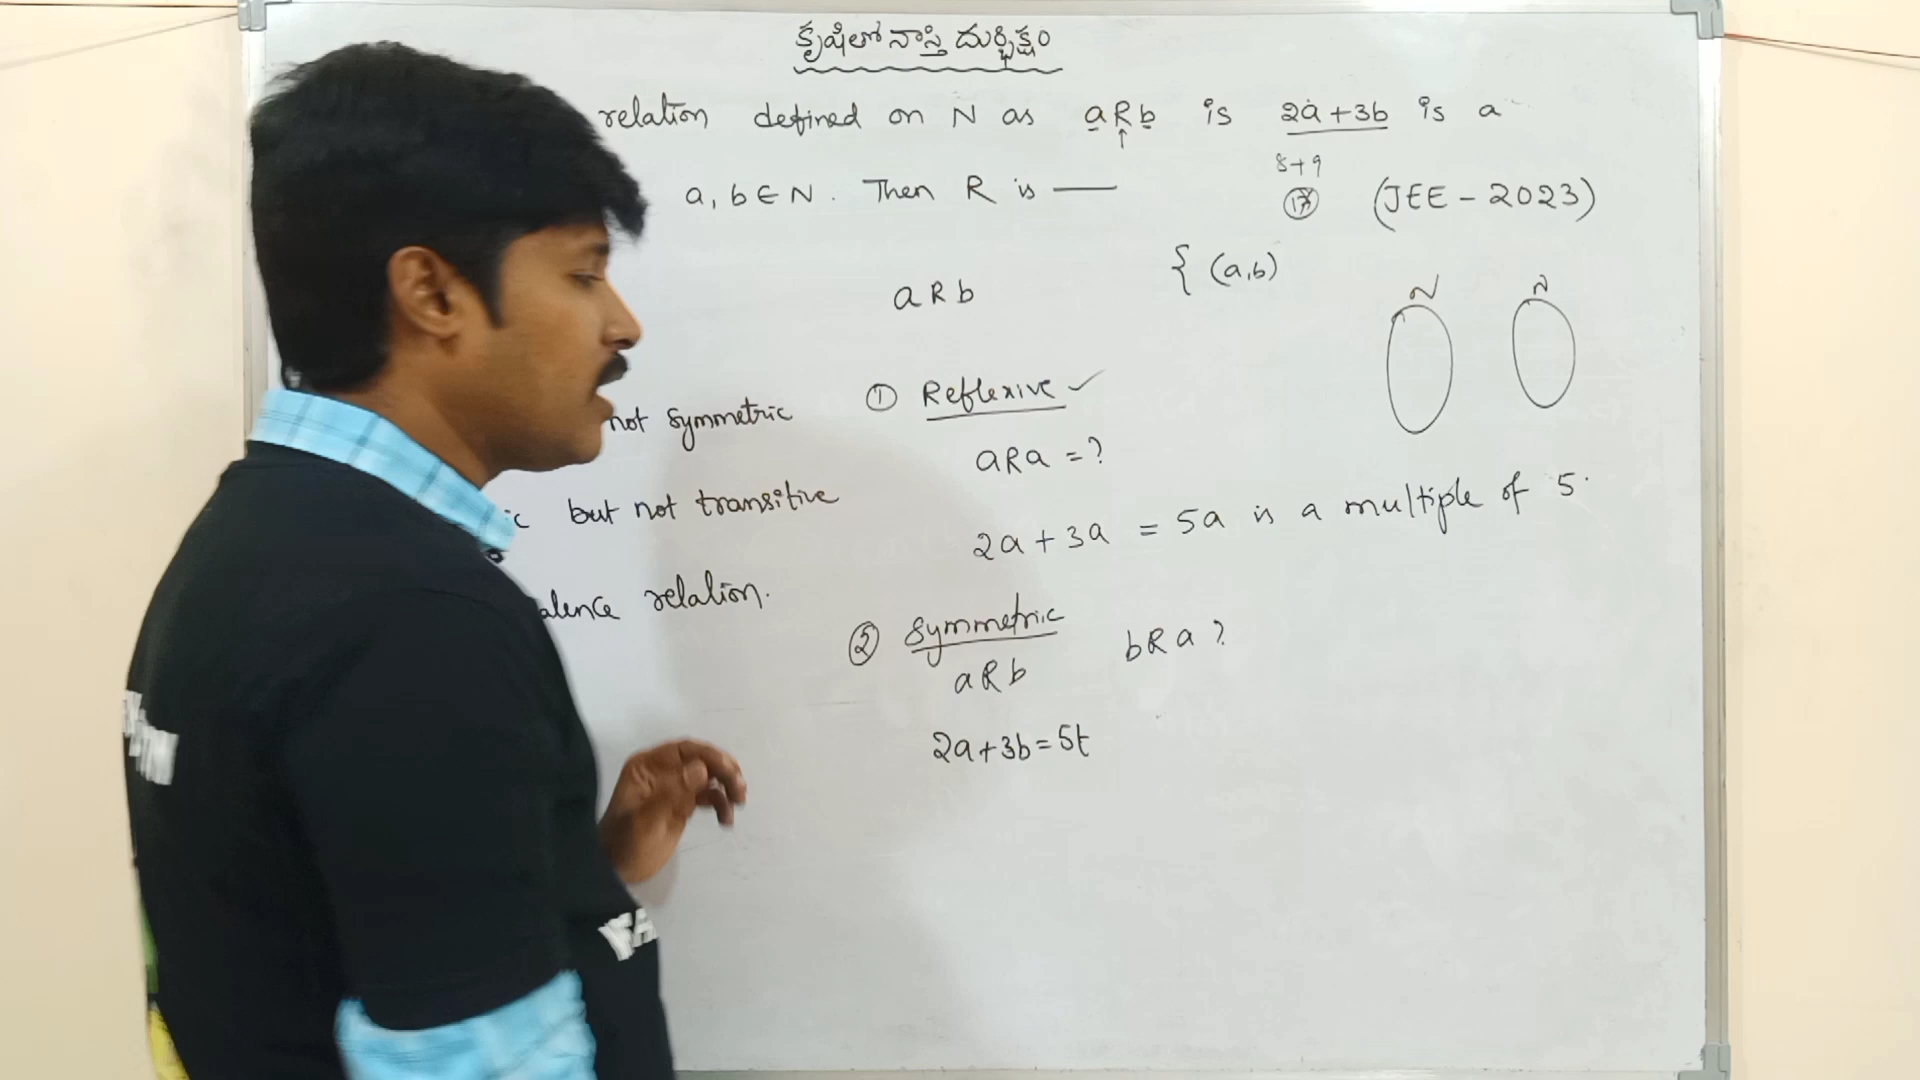 కృషిలో నాస్తి దుర్భిక్షం
relation defined on N as aRb is 2a+3b is a
8+9
a, b ∈ N. Then R is —— 17 (JEE - 2023)
{ (a,b)
N N
aRb
① Reflexive ✓
not symmetric
aRa = ?
ic but not transitive
2a + 3a = 5a is a multiple of 5.
alence relation.
② Symmetric
bRa ?
aRb
2a+3b=5t